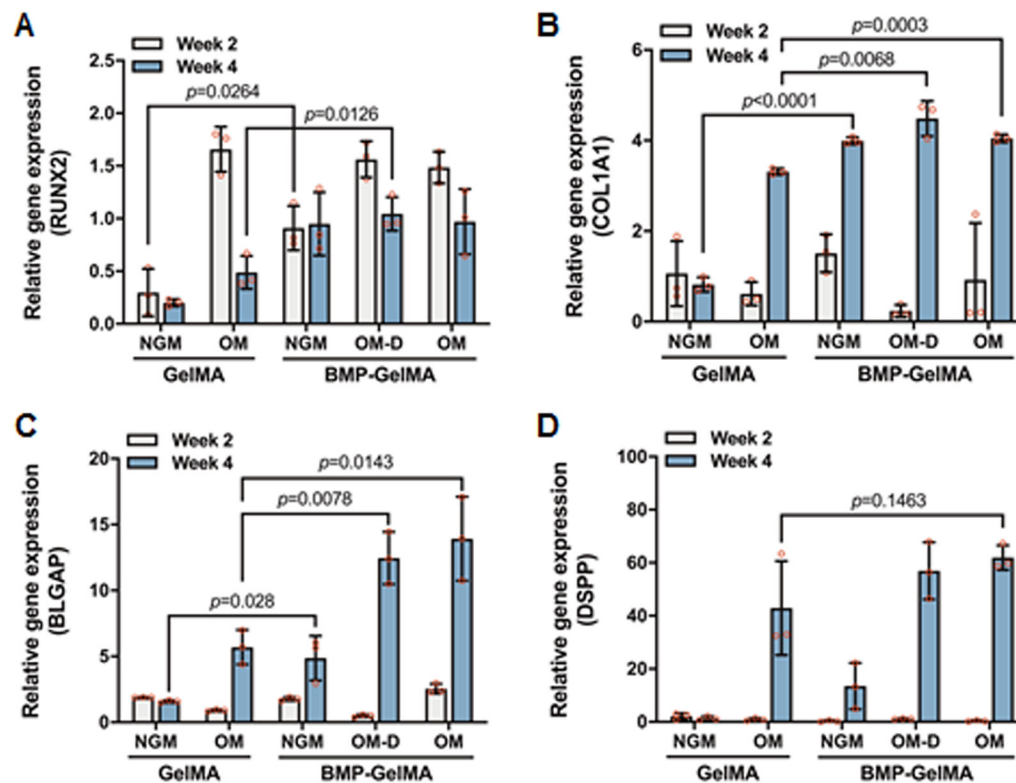 A
Week 2
Week 4
Relative gene expression
(RUNX2)
2.5
2.0
1.5
1.0
0.5
0.0
p=0.0264
p=0.0126
NGM OM NGM OM-D OM
GelMA BMP-GelMA
B
Week 2
Week 4
Relative gene expression
(COL1A1)
6
4
2
0
p=0.0003
p=0.0068
p<0.0001
NGM OM NGM OM-D OM
GelMA BMP-GelMA
C
Week 2
Week 4
Relative gene expression
(BLGAP)
20
15
10
5
0
p=0.0143
p=0.0078
p=0.028
NGM OM NGM OM-D OM
GelMA BMP-GelMA
D
Week 2
Week 4
Relative gene expression
(DSPP)
100
80
60
40
20
0
p=0.1463
NGM OM NGM OM-D OM
GelMA BMP-GelMA